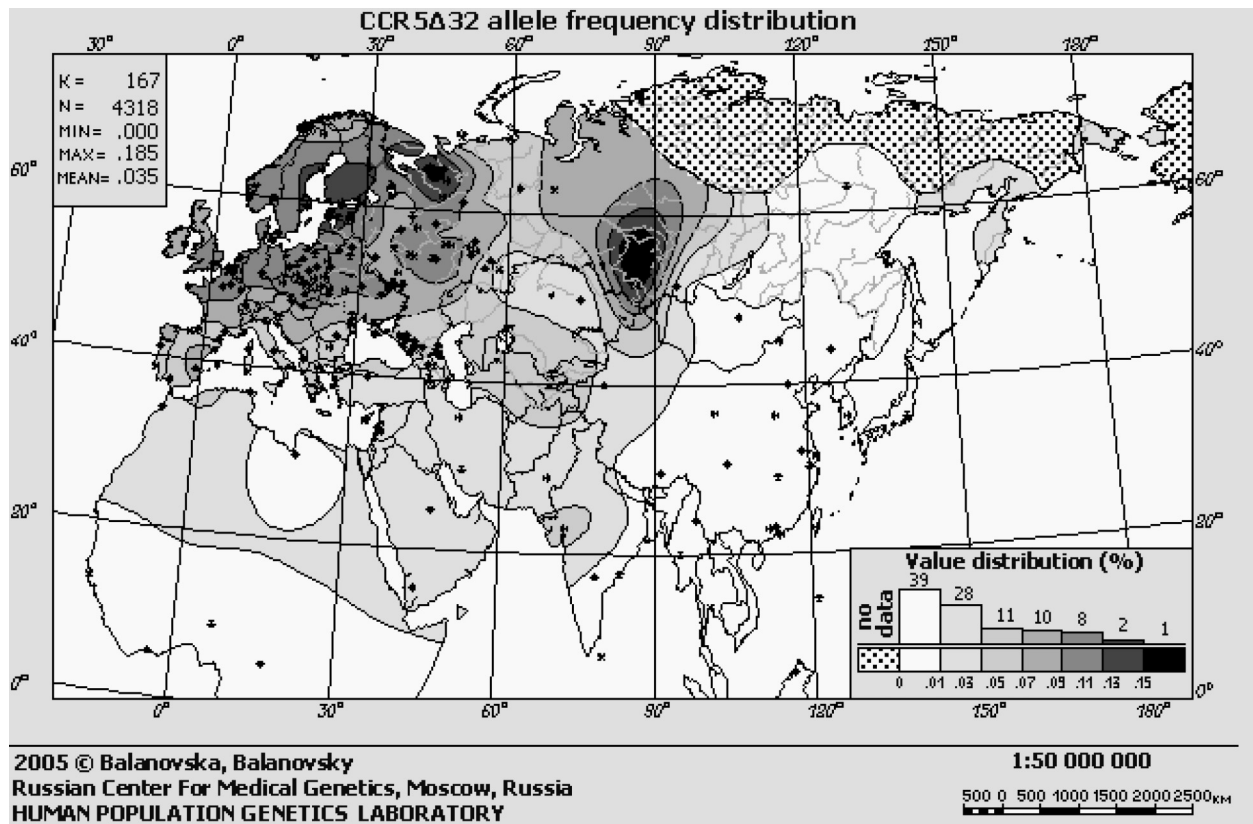 CCR5Δ32 allele frequency distribution
30° 0° 30° 60° 90° 120° 150° 180°
K = 167
N = 4318
MIN= .000
MAX= .185
MEAN= .035
60° 60°
40° 40°
20° 20°
0° 0°
Value distribution (%)
no data
39 28 11 10 8 2 1
0 .01 .03 .05 .07 .09 .11 .13 .15
0° 30° 60° 90° 120° 150° 180°
2005 © Balanovska, Balanovsky
1:50 000 000
Russian Center For Medical Genetics, Moscow, Russia
HUMAN POPULATION GENETICS LABORATORY
500 0 500 1000 1500 2000 2500км